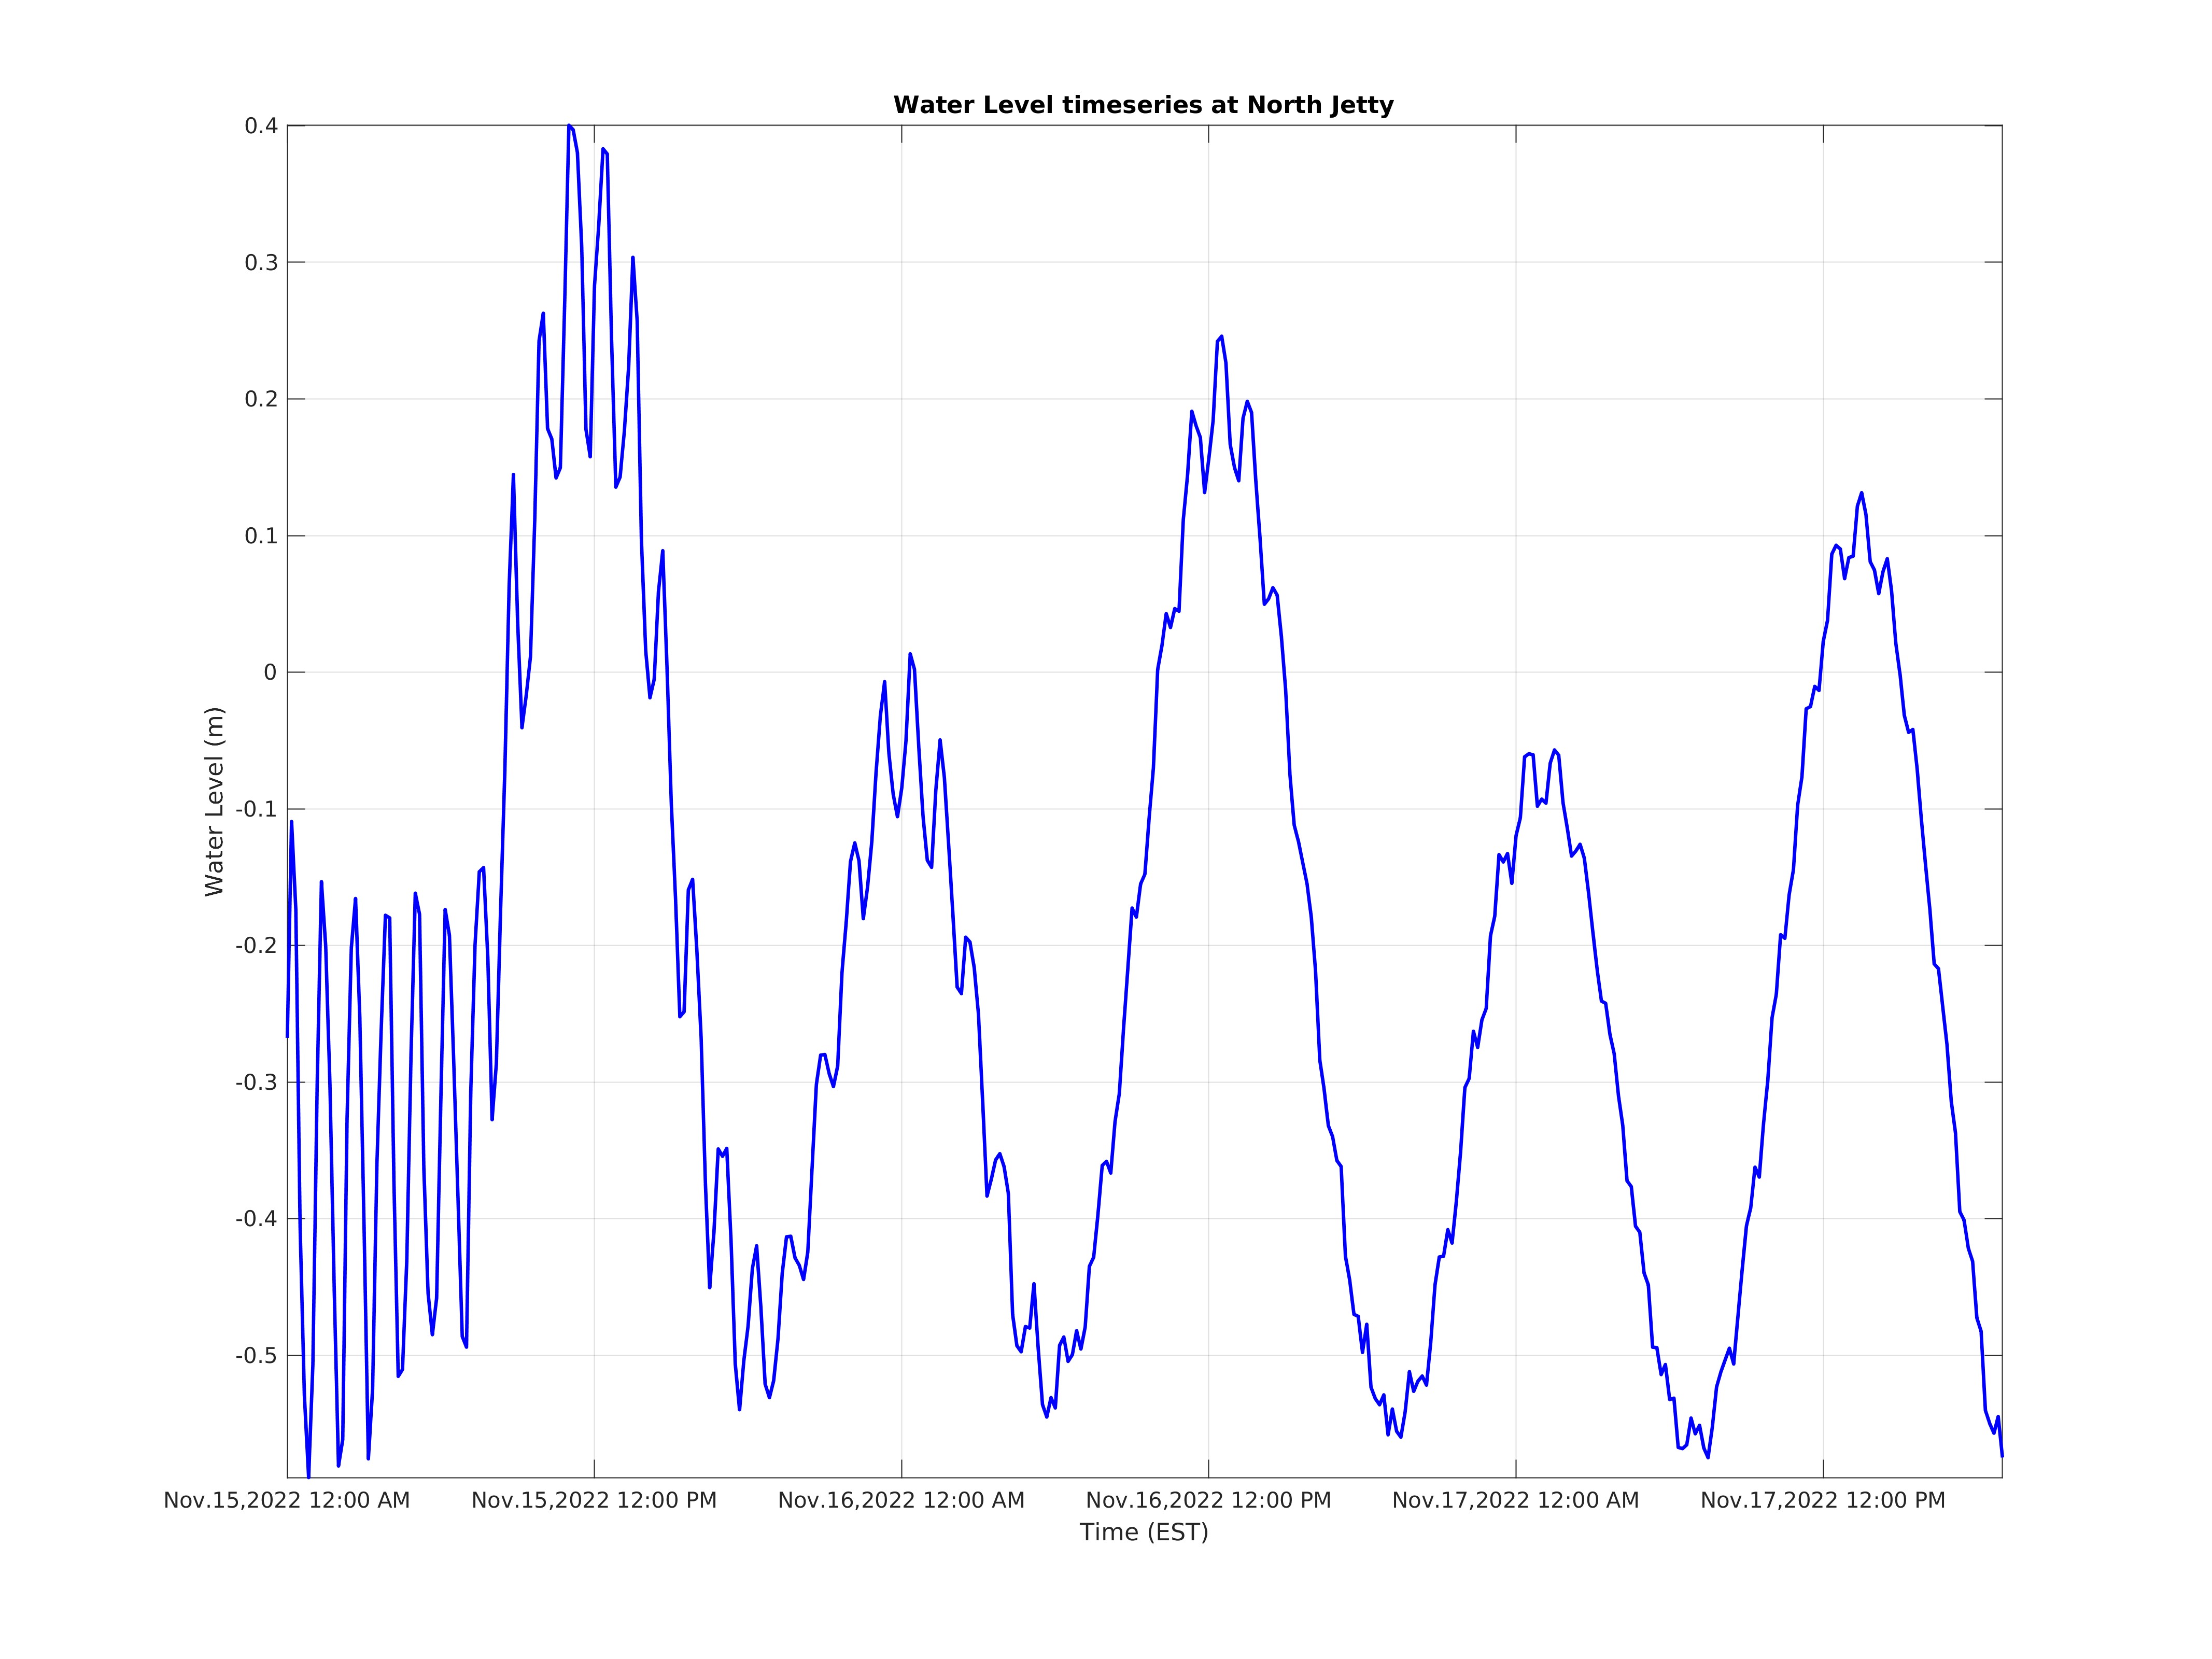 Water Level timeseries at North Jetty
0.4
0.3
0.2
0.1
0
-0.1
-0.2
-0.3
-0.4
-0.5
Water Level (m)
Nov.15,2022 12:00 AM Nov.15,2022 12:00 PM Nov.16,2022 12:00 AM Nov.16,2022 12:00 PM Nov.17,2022 12:00 AM Nov.17,2022 12:00 PM
Time (EST)